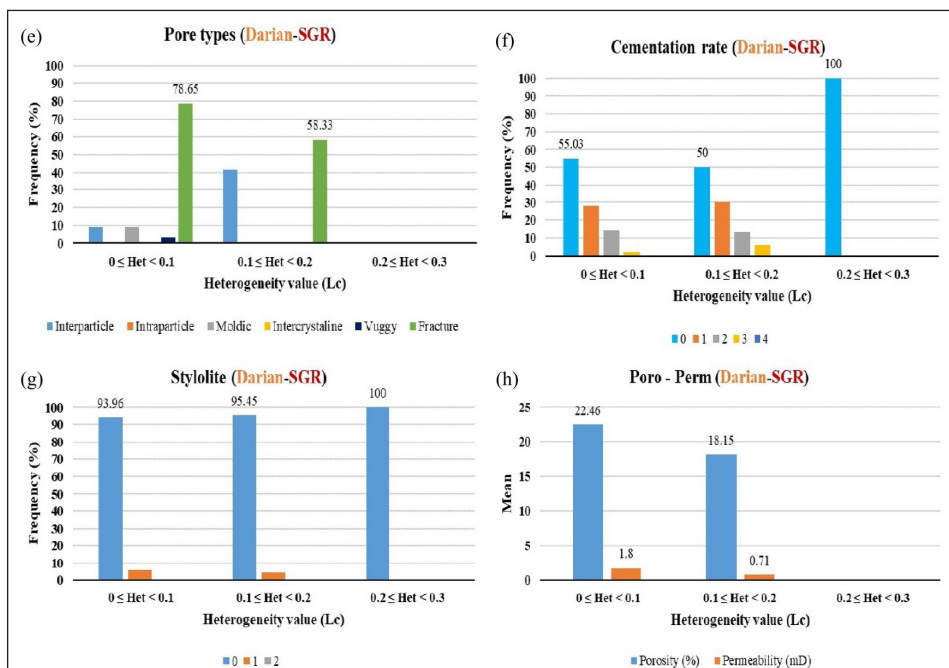 (e)
Pore types (Darian-SGR)
Frequency (%)
100
90
80
70
60
50
40
30
20
10
0
78.65
58.33
0 ≤ Het < 0.1
0.1 ≤ Het < 0.2
0.2 ≤ Het < 0.3
Heterogeneity value (Lc)
Interparticle Intraparticle Moldic Intercrystaline Vuggy Fracture
(f)
Cementation rate (Darian-SGR)
Frequency (%)
100
90
80
70
60
50
40
30
20
10
0
55.03
50
100
0 ≤ Het < 0.1
0.1 ≤ Het < 0.2
0.2 ≤ Het < 0.3
Heterogeneity value (Lc)
0 1 2 3 4
(g)
Stylolite (Darian-SGR)
Frequency (%)
100
90
80
70
60
50
40
30
20
10
0
93.96
95.45
100
0 ≤ Het < 0.1
0.1 ≤ Het < 0.2
0.2 ≤ Het < 0.3
Heterogeneity value (Lc)
0 1 2
(h)
Poro - Perm (Darian-SGR)
Mean
25
20
15
10
5
0
22.46
1.8
18.15
0.71
0 ≤ Het < 0.1
0.1 ≤ Het < 0.2
0.2 ≤ Het < 0.3
Heterogeneity value (Lc)
Porosity (%) Permeability (mD)